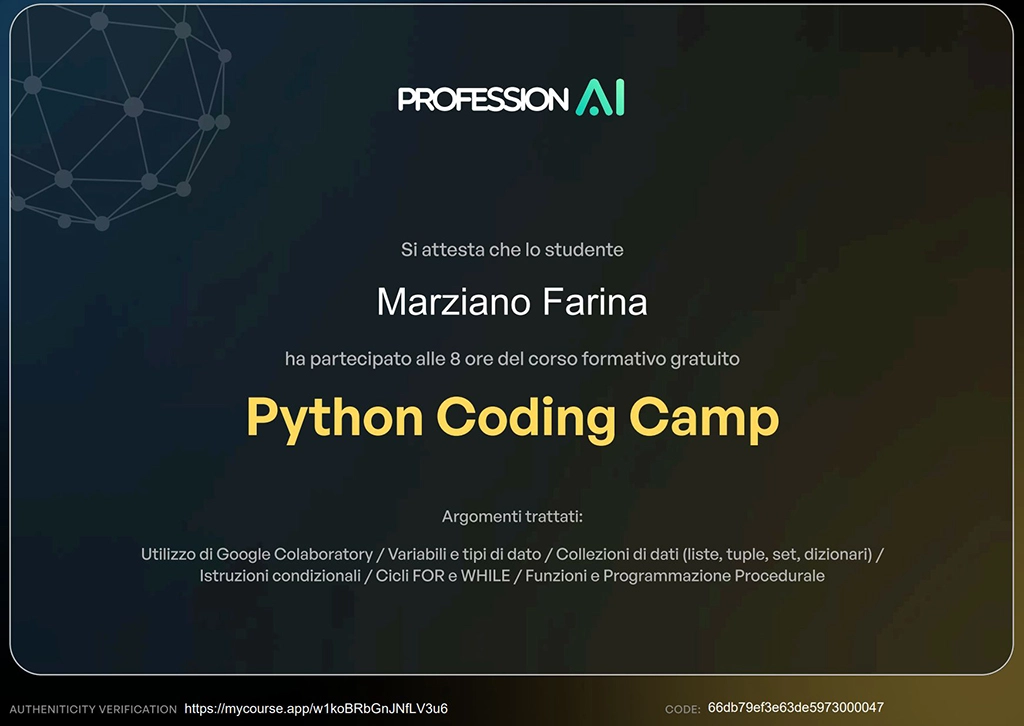 PROFESSION AI
Si attesta che lo studente
Marziano Farina
ha partecipato alle 8 ore del corso formativo gratuito
Python Coding Camp
Argomenti trattati:
Utilizzo di Google Colaboratory / Variabili e tipi di dato / Collezioni di dati (liste, tuple, set, dizionari) /
Istruzioni condizionali / Cicli FOR e WHILE / Funzioni e Programmazione Procedurale
AUTHENITICITY VERIFICATION https://mycourse.app/w1koBRbGnJNfLV3u6
CODE: 66db79ef3e63de5973000047